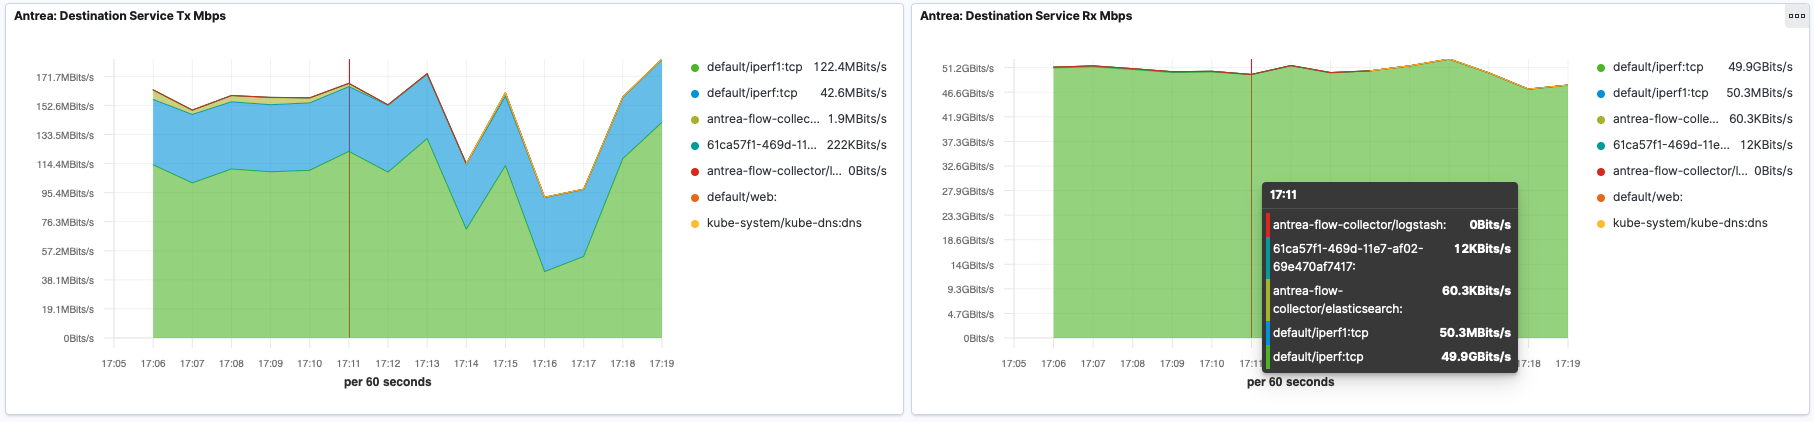 Antrea: Destination Service Tx Mbps
171.7MBits/s
152.6MBits/s
133.5MBits/s
114.4MBits/s
95.4MBits/s
76.3MBits/s
57.2MBits/s
38.1MBits/s
19.1MBits/s
0Bits/s
17:05 17:06 17:07 17:08 17:09 17:10 17:11 17:12 17:13 17:14 17:15 17:16 17:17 17:18 17:19
per 60 seconds
default/iperf1:tcp 122.4MBits/s
default/iperf:tcp 42.6MBits/s
antrea-flow-collec... 1.9MBits/s
61ca57f1-469d-11... 222KBits/s
antrea-flow-collector/l... 0Bits/s
default/web:
kube-system/kube-dns:dns
Antrea: Destination Service Rx Mbps
51.2GBits/s
46.6GBits/s
41.9GBits/s
37.3GBits/s
32.6GBits/s
27.9GBits/s
23.3GBits/s
18.6GBits/s
14GBits/s
9.3GBits/s
4.7GBits/s
0Bits/s
17:05 17:06 17:07 17:08 17:09 17:10 17:11 17:18 17:19
per 60 seconds
17:11
antrea-flow-collector/logstash: 0Bits/s
61ca57f1-469d-11e7-af02- 12KBits/s
69e470af7417:
antrea-flow- 60.3KBits/s
collector/elasticsearch:
default/iperf1:tcp 50.3MBits/s
default/iperf:tcp 49.9GBits/s
default/iperf:tcp 49.9GBits/s
default/iperf1:tcp 50.3MBits/s
antrea-flow-colle... 60.3KBits/s
61ca57f1-469d-11e... 12KBits/s
antrea-flow-collector/l... 0Bits/s
default/web:
kube-system/kube-dns:dns